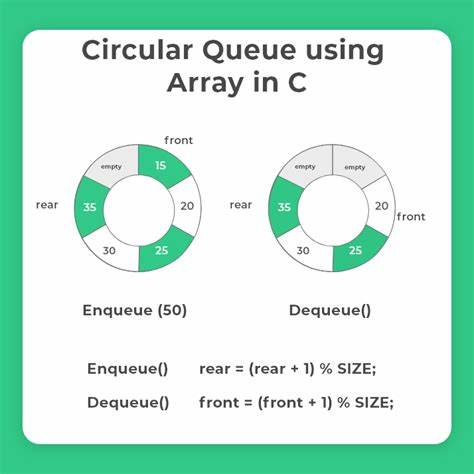 Circular Queue using
Array in C
front
empty
15
rear
35
20
30
25
empty
empty
rear
35
20
front
30
25
Enqueue (50)
Dequeue()
Enqueue() rear = (rear + 1) % SIZE;
Dequeue() front = (front + 1) % SIZE;